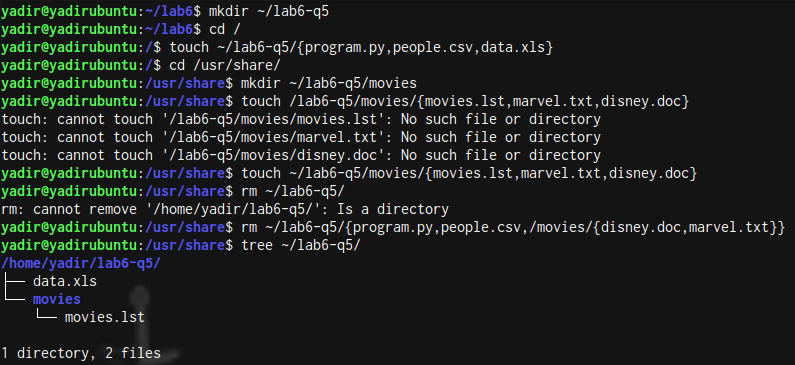 yadir@yadirubuntu:~/lab6$ mkdir ~/lab6-q5
yadir@yadirubuntu:~/lab6$ cd /
yadir@yadirubuntu:/$ touch ~/lab6-q5/{program.py,people.csv,data.xls}
yadir@yadirubuntu:/$ cd /usr/share/
yadir@yadirubuntu:/usr/share$ mkdir ~/lab6-q5/movies
yadir@yadirubuntu:/usr/share$ touch /lab6-q5/movies/{movies.lst,marvel.txt,disney.doc}
touch: cannot touch '/lab6-q5/movies/movies.lst': No such file or directory
touch: cannot touch '/lab6-q5/movies/marvel.txt': No such file or directory
touch: cannot touch '/lab6-q5/movies/disney.doc': No such file or directory
yadir@yadirubuntu:/usr/share$ touch ~/lab6-q5/movies/{movies.lst,marvel.txt,disney.doc}
yadir@yadirubuntu:/usr/share$ rm ~/lab6-q5/
rm: cannot remove '/home/yadir/lab6-q5/': Is a directory
yadir@yadirubuntu:/usr/share$ rm ~/lab6-q5/{program.py,people.csv,/movies/{disney.doc,marvel.txt}}
yadir@yadirubuntu:/usr/share$ tree ~/lab6-q5/
/home/yadir/lab6-q5/
├── data.xls
└── movies
    └── movies.lst
1 directory, 2 files